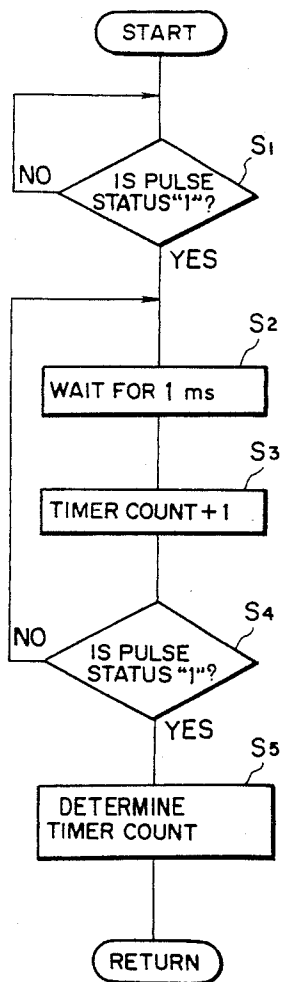 START
S1
NO
IS PULSE
STATUS "1"?
YES
S2
WAIT FOR 1 ms
S3
TIMER COUNT+1
S4
NO
IS PULSE
STATUS "1"?
YES
S5
DETERMINE
TIMER COUNT
RETURN